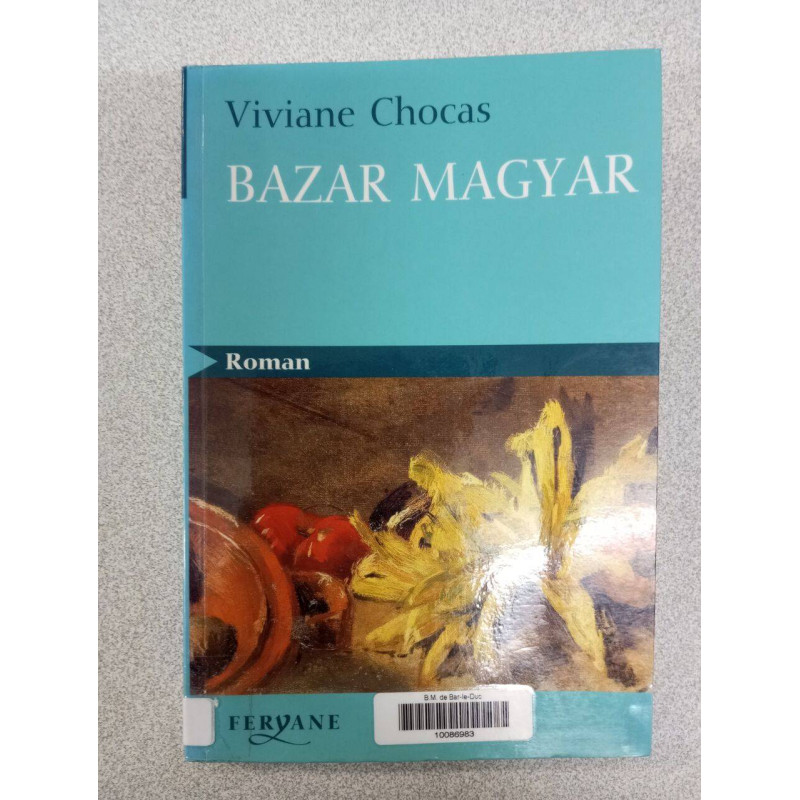 Viviane Chocas
BAZAR MAGYAR
Roman
B.M. de Bar-le-Duc
10086983
FERYANE